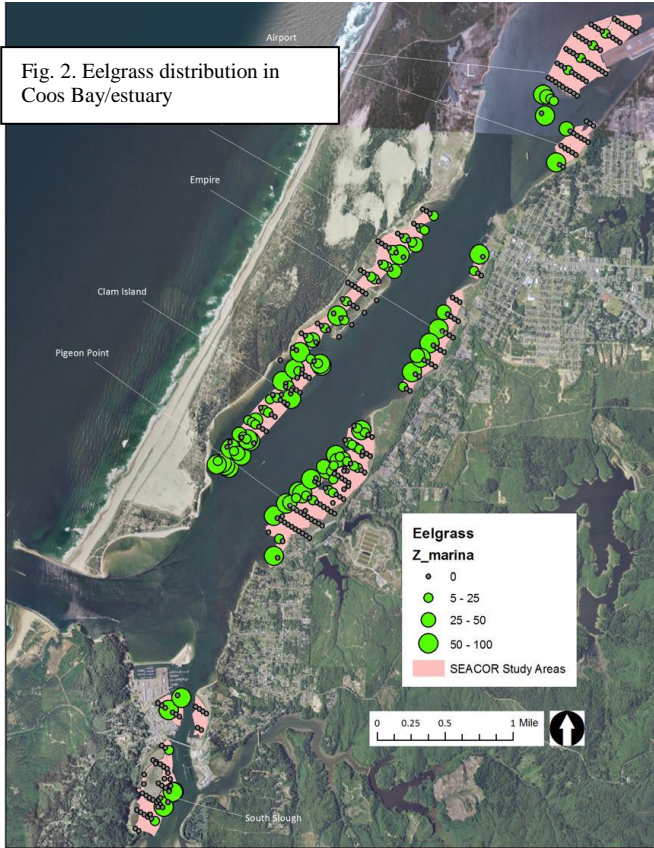 Airport
Fig. 2. Eelgrass distribution in
Coos Bay/estuary
Empire
Clam Island
Pigeon Point
Eelgrass
Z_marina
0
5 - 25
25 - 50
50 - 100
SEACOR Study Areas
0 0.25 0.5 1 Mile
South Slough